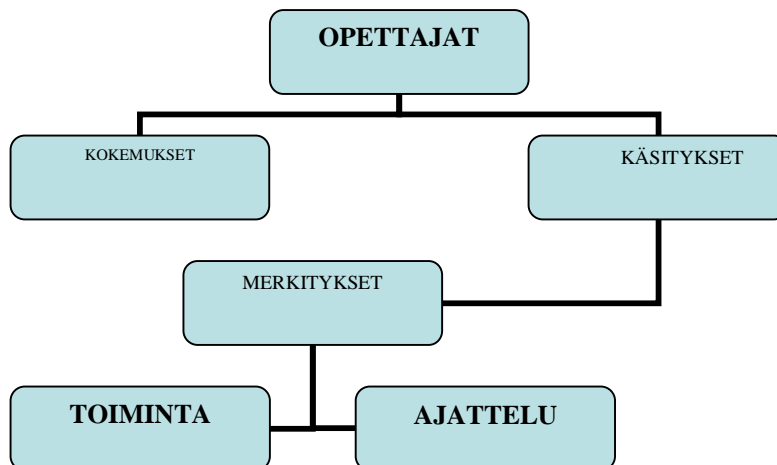 OPETTAJAT
KOKEMUKSET
KÄSITYKSET
MERKITYKSET
TOIMINTA
AJATTELU